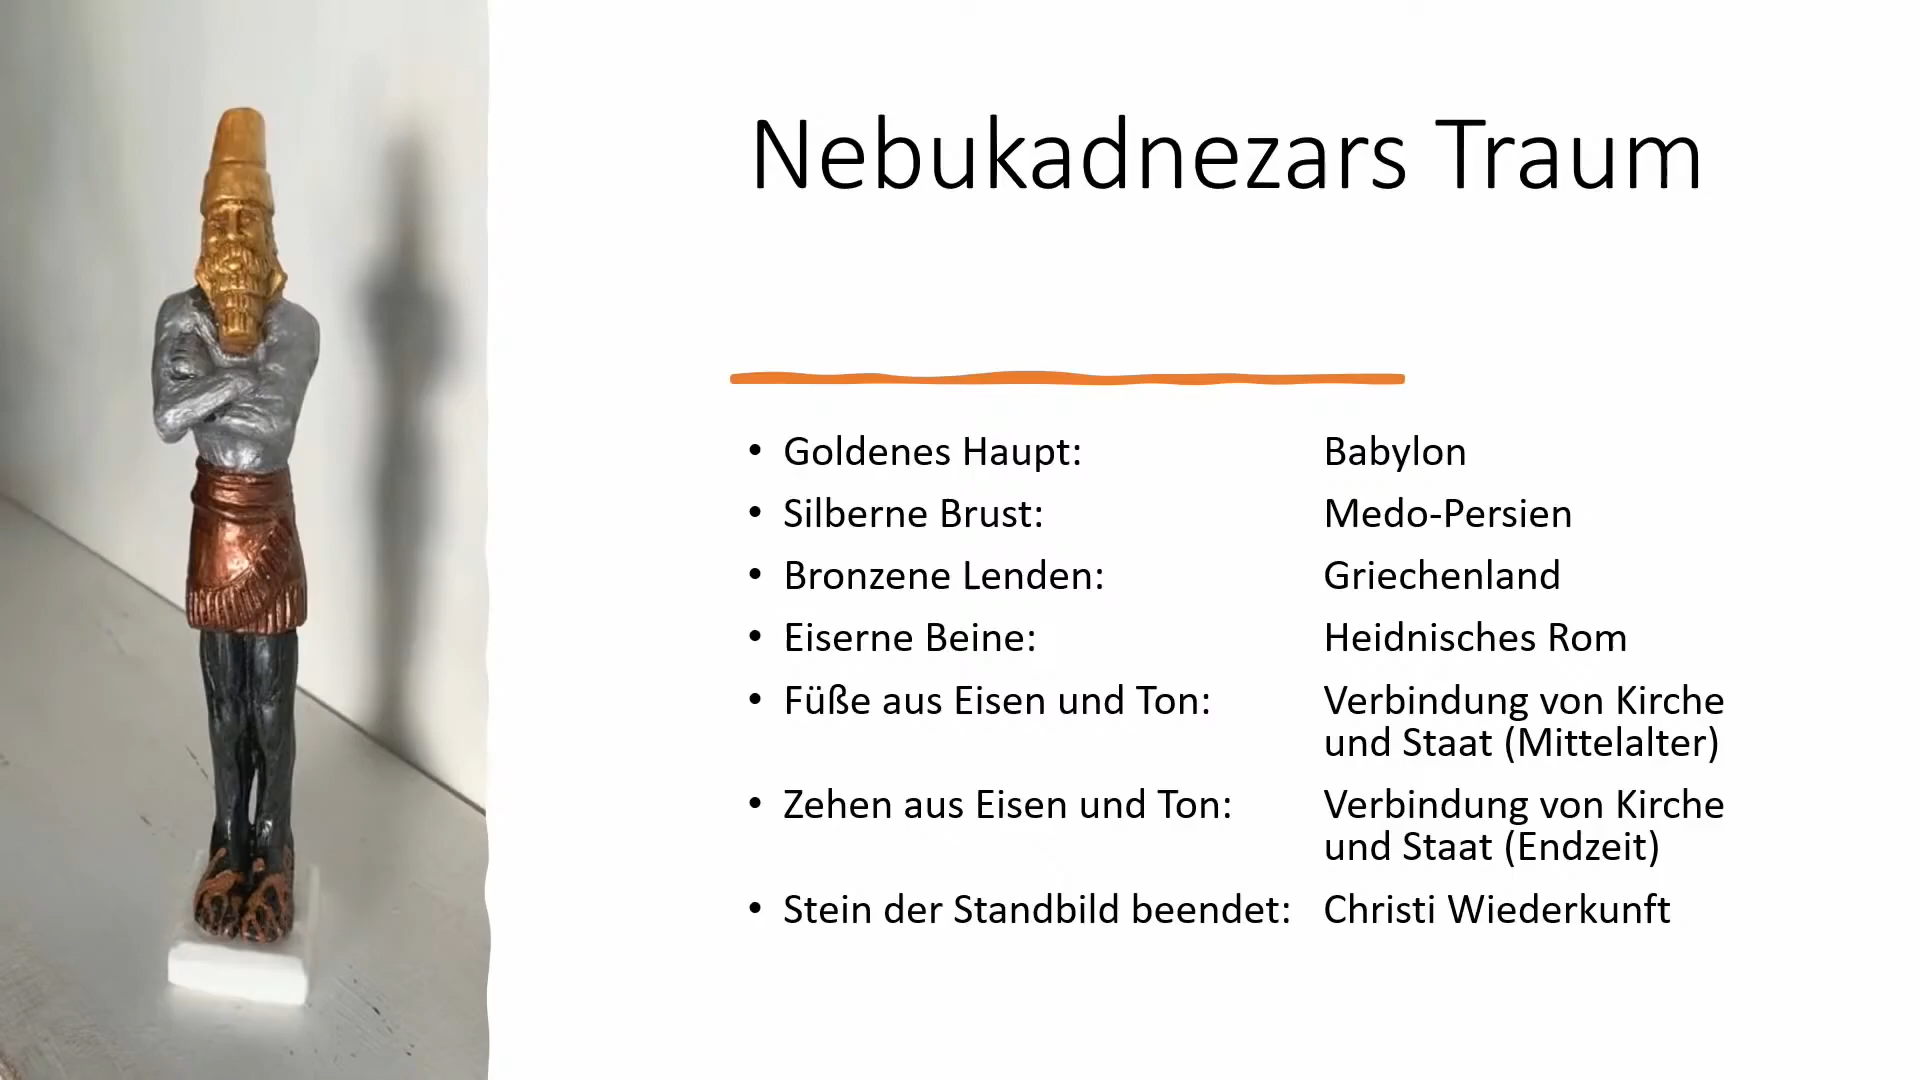 Nebukadnezars Traum
• Goldenes Haupt: Babylon
• Silberne Brust: Medo-Persien
• Bronzene Lenden: Griechenland
• Eiserne Beine: Heidnisches Rom
• Füße aus Eisen und Ton: Verbindung von Kirche
und Staat (Mittelalter)
• Zehen aus Eisen und Ton: Verbindung von Kirche
und Staat (Endzeit)
• Stein der Standbild beendet: Christi Wiederkunft